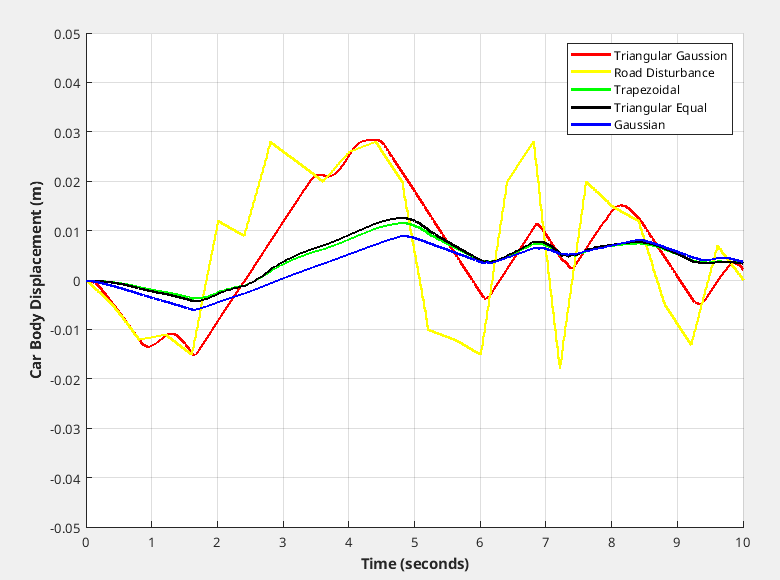 0.05
0.04
0.03
0.02
0.01
0
-0.01
-0.02
-0.03
-0.04
-0.05
Car Body Displacement (m)
Triangular Gaussion
Road Disturbance
Trapezoidal
Triangular Equal
Gaussian
0 1 2 3 4 5 6 7 8 9 10
Time (seconds)